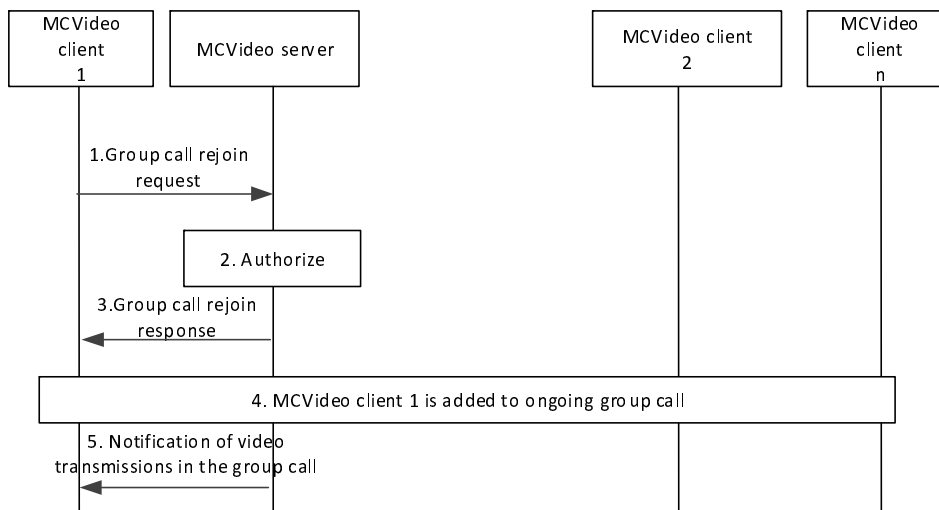 MCVideo
client
1
MCVideo server
MCVideo client
2
MCVideo
client
n
1.Group call rejoin
request
2. Authorize
3.Group call rejoin
response
4. MCVideo client 1 is added to ongoing group call
5. Notification of video
transmissions in the group call